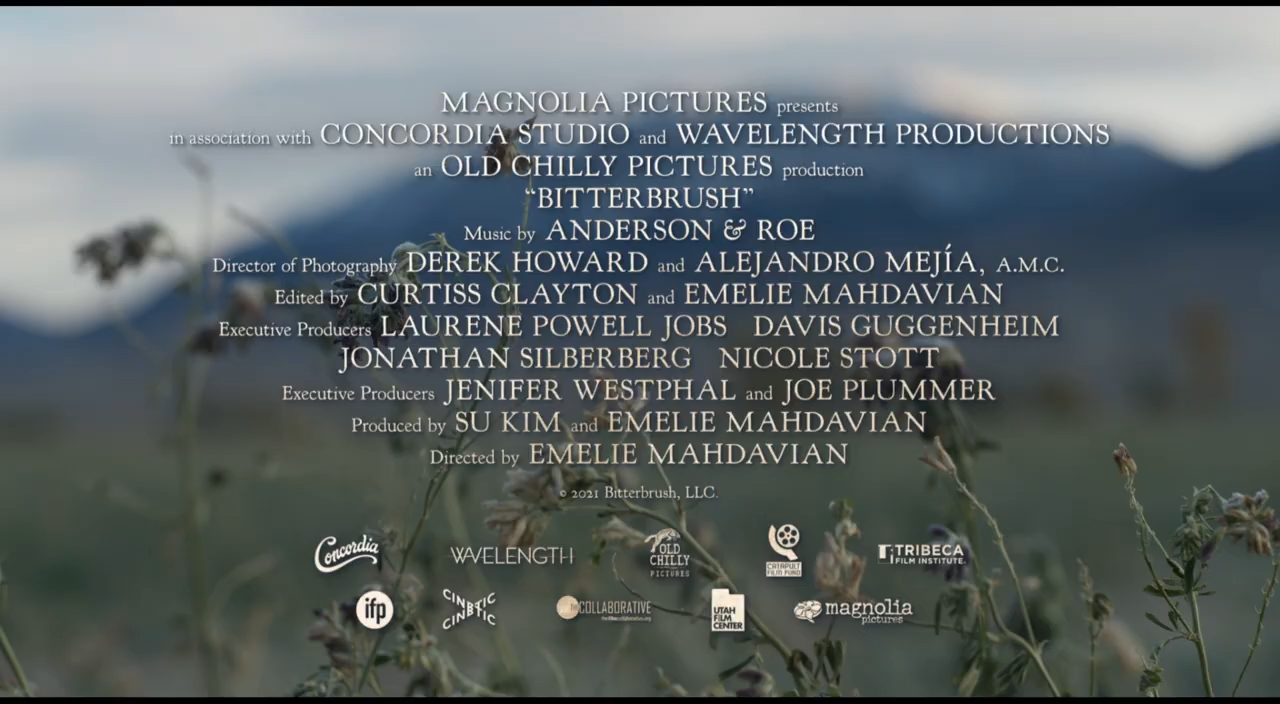 MAGNOLIA PICTURES presents
in association with CONCORDIA STUDIO and WAVELENGTH PRODUCTIONS
an OLD CHILLY PICTURES production
“BITTERBRUSH”
Music by ANDERSON & ROE
Director of Photography DEREK HOWARD and ALEJANDRO MEJÍA, A.M.C.
Edited by CURTISS CLAYTON and EMELIE MAHDAVIAN
Executive Producers LAURENE POWELL JOBS DAVIS GUGGENHEIM
JONATHAN SILBERBERG NICOLE STOTT
Executive Producers JENIFER WESTPHAL and JOE PLUMMER
Produced by SU KIM and EMELIE MAHDAVIAN
Directed by EMELIE MAHDAVIAN
© 2021 Bitterbrush, LLC.
Concordia
WAVELENGTH
OLD
CHILLY
PICTURES
CATAPULT
FILM FUND
TRIBECA
FILM INSTITUTE.
ifp
CINETIC
CINETIC
COLLABORATIVE
UTAH
FILM
CENTER
magnolia
pictures